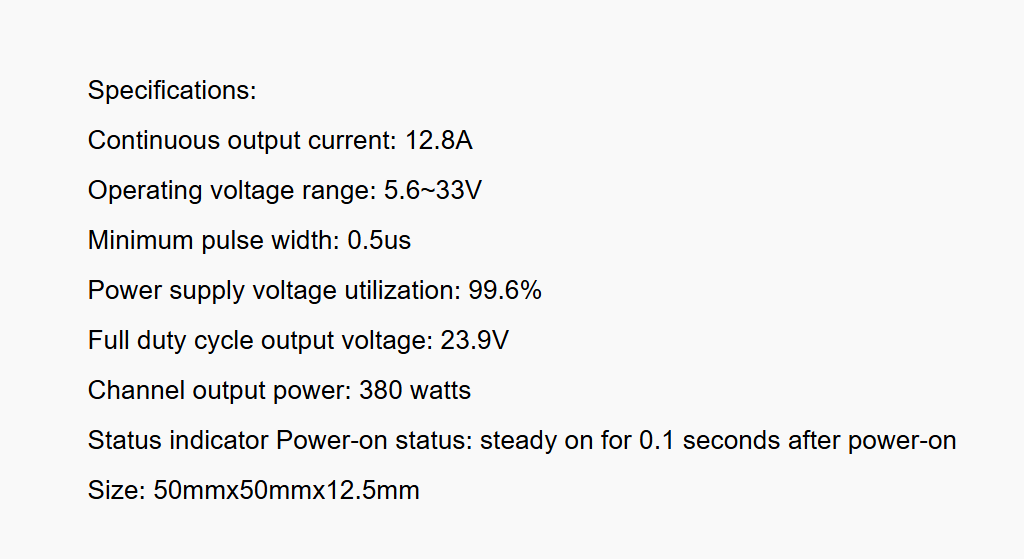 Specifications:
Continuous output current: 12.8A
Operating voltage range: 5.6~33V
Minimum pulse width: 0.5us
Power supply voltage utilization: 99.6%
Full duty cycle output voltage: 23.9V
Channel output power: 380 watts
Status indicator Power-on status: steady on for 0.1 seconds after power-on
Size: 50mmx50mmx12.5mm